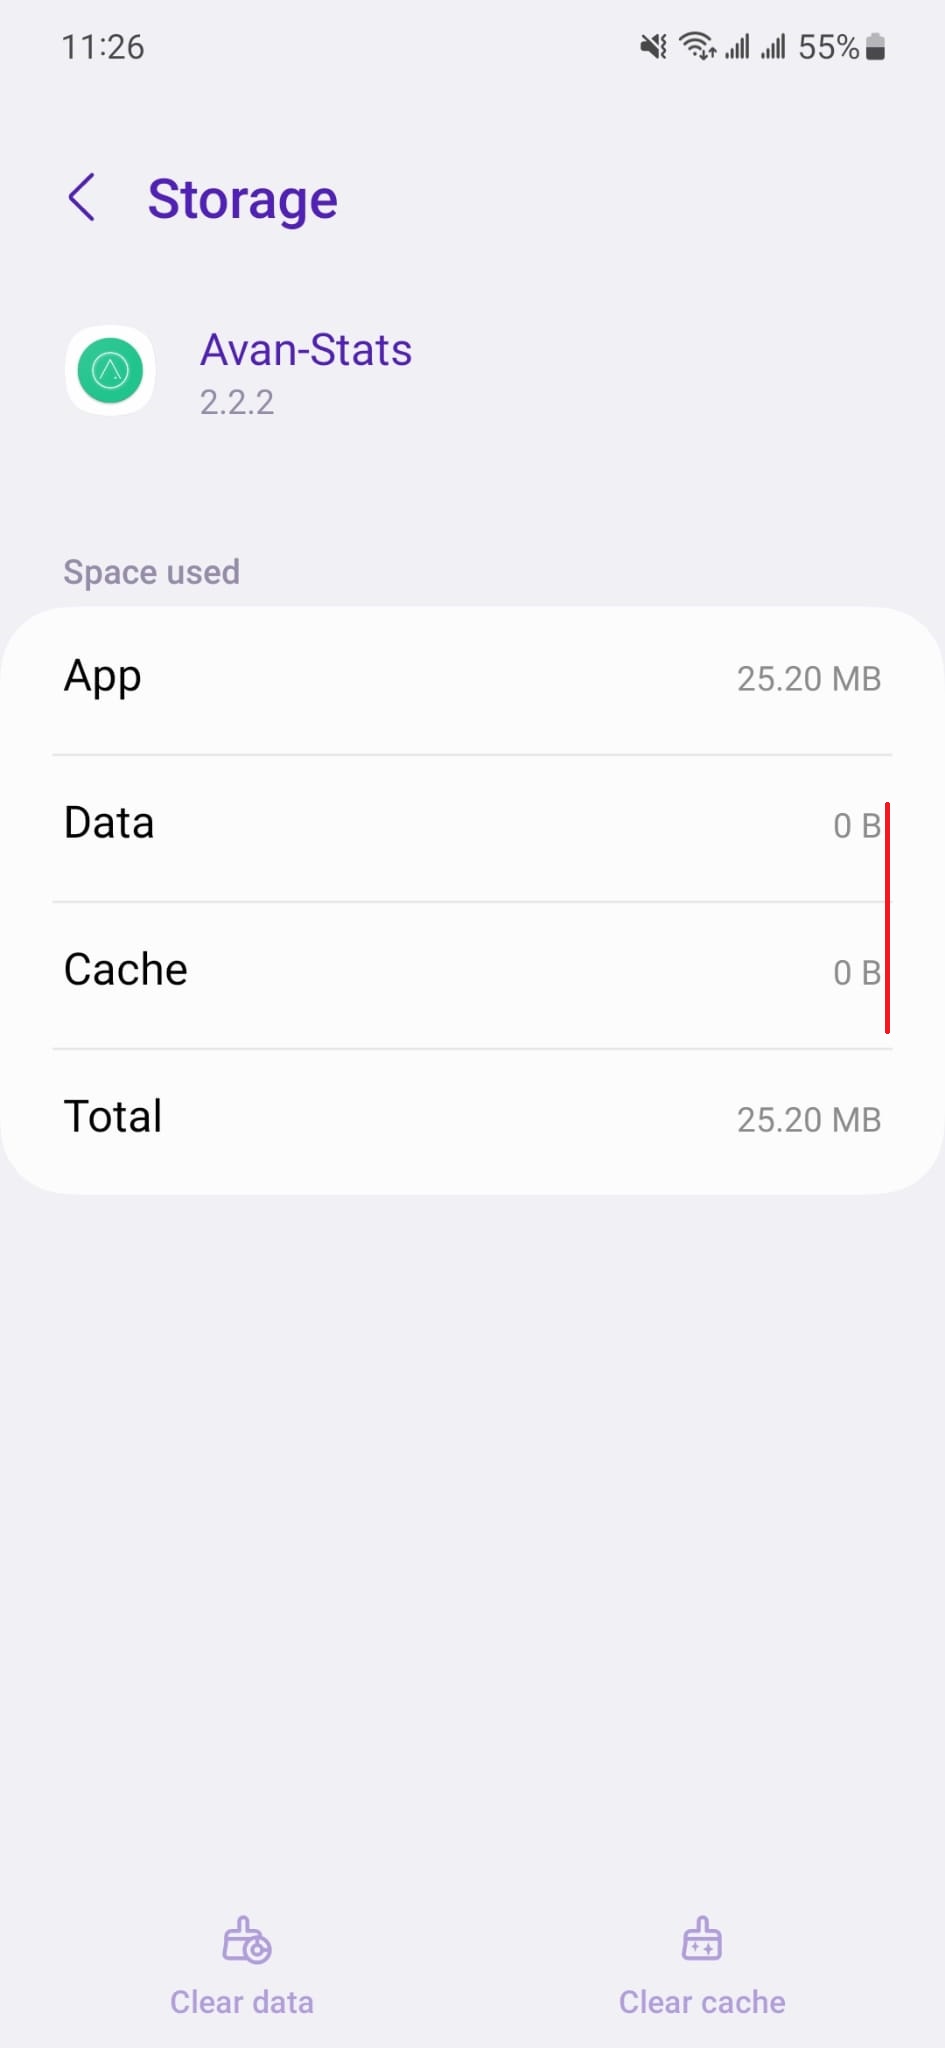 11:26 55%
Storage
Avan-Stats
2.2.2
Space used
App 25.20 MB
Data 0 B
Cache 0 B
Total 25.20 MB
Clear data Clear cache